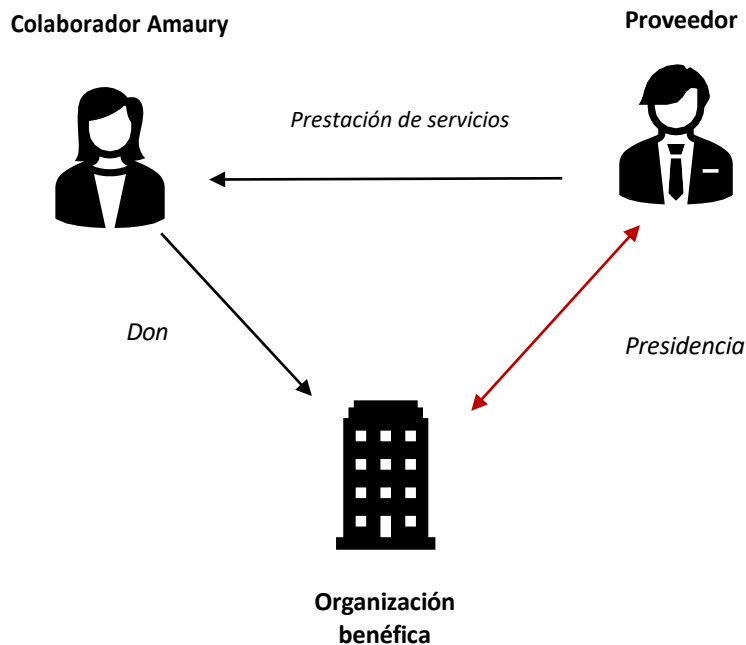 Colaborador Amaury
Proveedor
Prestación de servicios
Don
Presidencia
Organización
benéfica